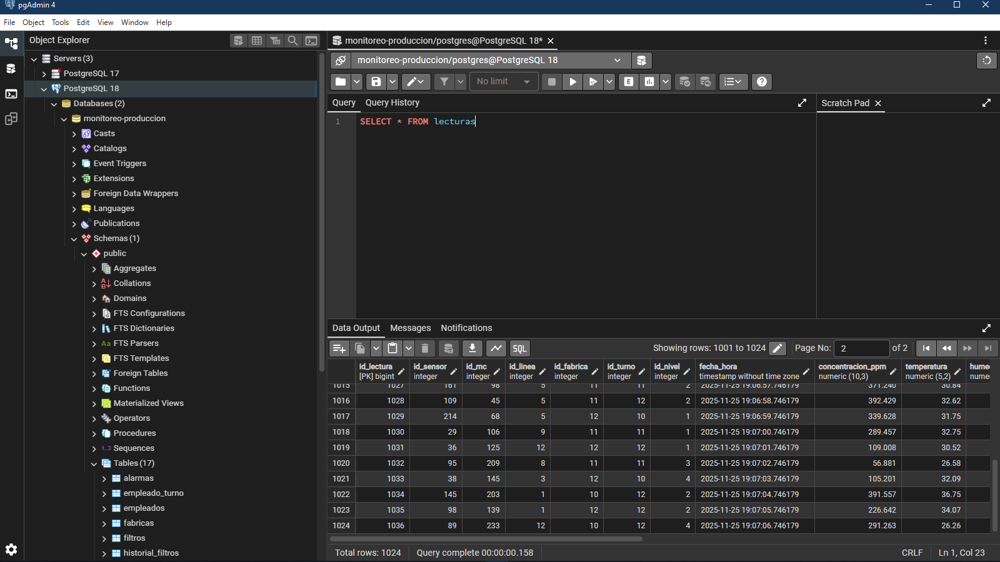 pgAdmin 4
File Object Tools Edit View Window Help
Object Explorer
Servers (3)
PostgreSQL 17
PostgreSQL 18
Databases (2)
monitoreo-produccion
Casts
Catalogs
Event Triggers
Extensions
Foreign Data Wrappers
Languages
Publications
Schemas (1)
public
Aggregates
Collations
Domains
FTS Configurations
FTS Dictionaries
Aa FTS Parsers
FTS Templates
Foreign Tables
Functions
Materialized Views
Operators
Procedures
1..3 Sequences
Tables (17)
alarmas
empleado_turno
empleados
fabricas
filtros
historial_filtros
monitoreo-produccion/postgres@PostgreSQL 18*
monitoreo-produccion/postgres@PostgreSQL 18
No limit
E
Query Query History
Scratch Pad
1 SELECT * FROM lecturas
Data Output Messages Notifications
SQL Showing rows: 1001 to 1024 Page No: 2 of 2
id_lectura id_sensor id_mc id_linea id_fabrica id_turno id_nivel fecha_hora concentracion_ppm temperatura
[PK] bigint integer integer integer integer integer integer timestamp without time zone numeric (10,3) numeric (5,2)
1015 1027 161 98 5 11 11 2 2025-11-25 19:06:57.746179 371.240 30.84
1016 1028 109 45 5 11 12 2 2025-11-25 19:06:58.746179 392.429 32.62
1017 1029 214 68 5 12 10 1 2025-11-25 19:06:59.746179 339.628 31.75
1018 1030 29 106 9 11 11 1 2025-11-25 19:07:00.746179 289.457 32.75
1019 1031 36 125 12 12 12 1 2025-11-25 19:07:01.746179 109.008 30.52
1020 1032 95 209 8 11 11 3 2025-11-25 19:07:02.746179 56.881 26.58
1021 1033 38 145 3 12 10 4 2025-11-25 19:07:03.746179 105.201 32.09
1022 1034 145 203 1 10 12 2 2025-11-25 19:07:04.746179 391.557 36.75
1023 1035 98 139 1 12 12 2 2025-11-25 19:07:05.746179 226.642 34.07
1024 1036 89 233 12 10 12 4 2025-11-25 19:07:06.746179 291.263 26.26
Total rows: 1024 Query complete 00:00:00.158 CRLF Ln 1, Col 23